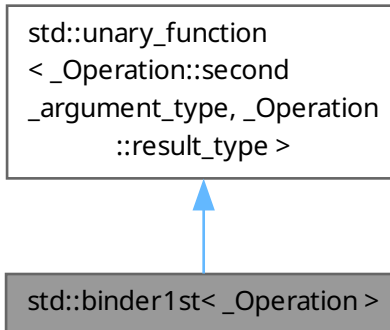 std::unary_function
< _Operation::second
_argument_type, _Operation
::result_type >
std::binder1st< _Operation >